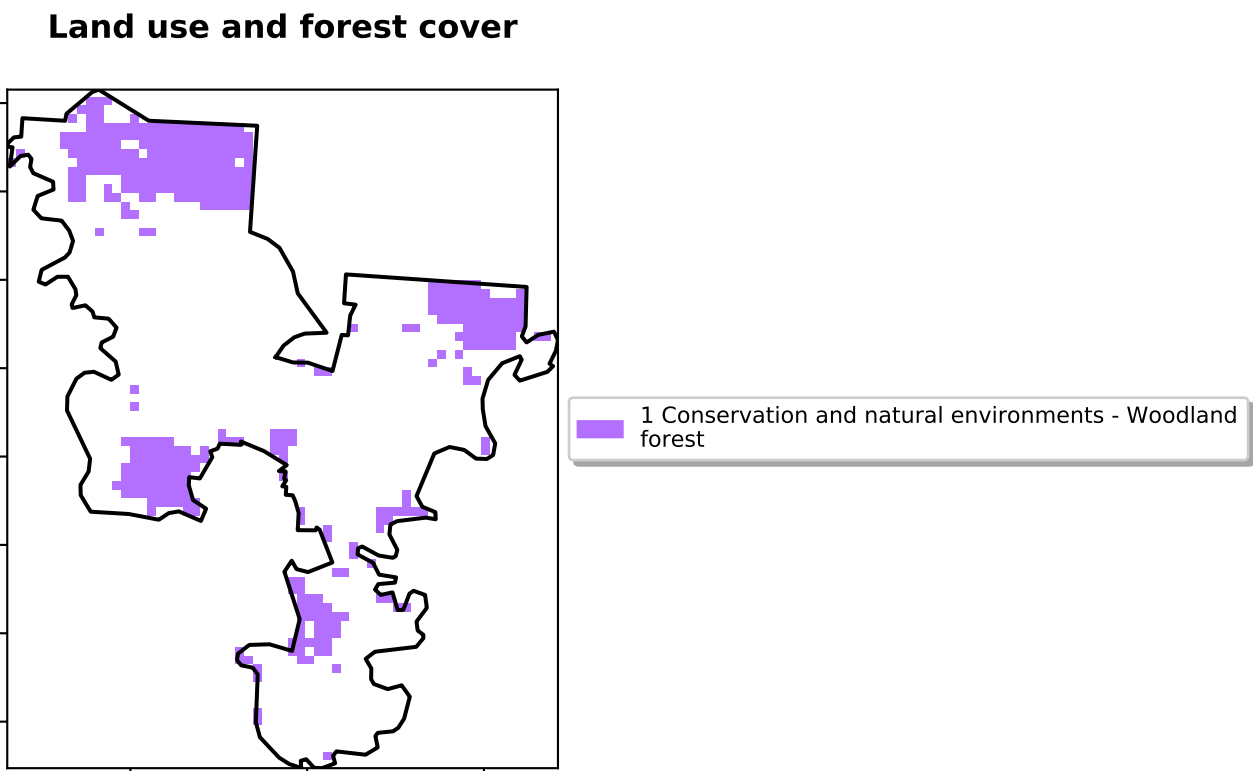 Land use and forest cover
1 Conservation and natural environments - Woodland
forest